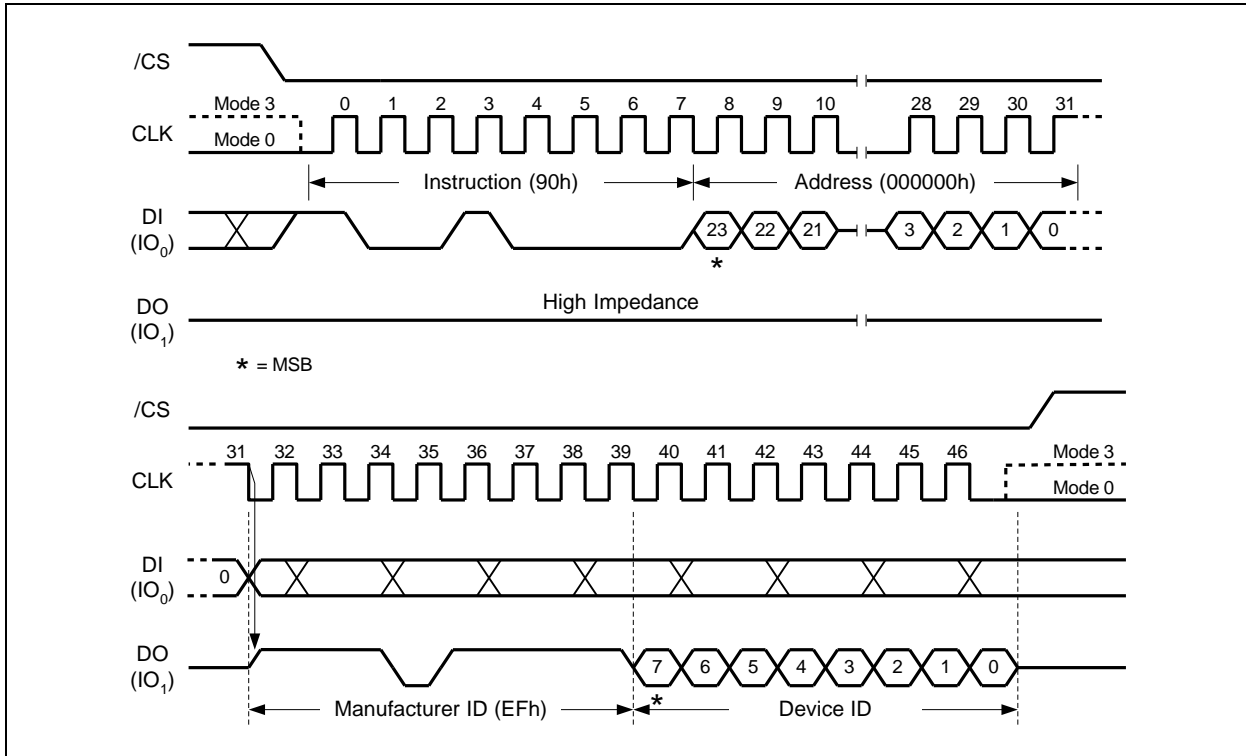 /CS
Mode 3
0 1 2 3 4 5 6 7 8 9 10 28 29 30 31
CLK
Mode 0
Instruction (90h)
Address (000000h)
DI
(IO₀)
23 22 21 3 2 1 0
*
DO
(IO₁)
High Impedance
* = MSB
/CS
31 32 33 34 35 36 37 38 39 40 41 42 43 44 45 46
Mode 3
CLK
Mode 0
DI
(IO₀)
0
DO
(IO₁)
7 6 5 4 3 2 1 0
*
Manufacturer ID (EFh)
Device ID